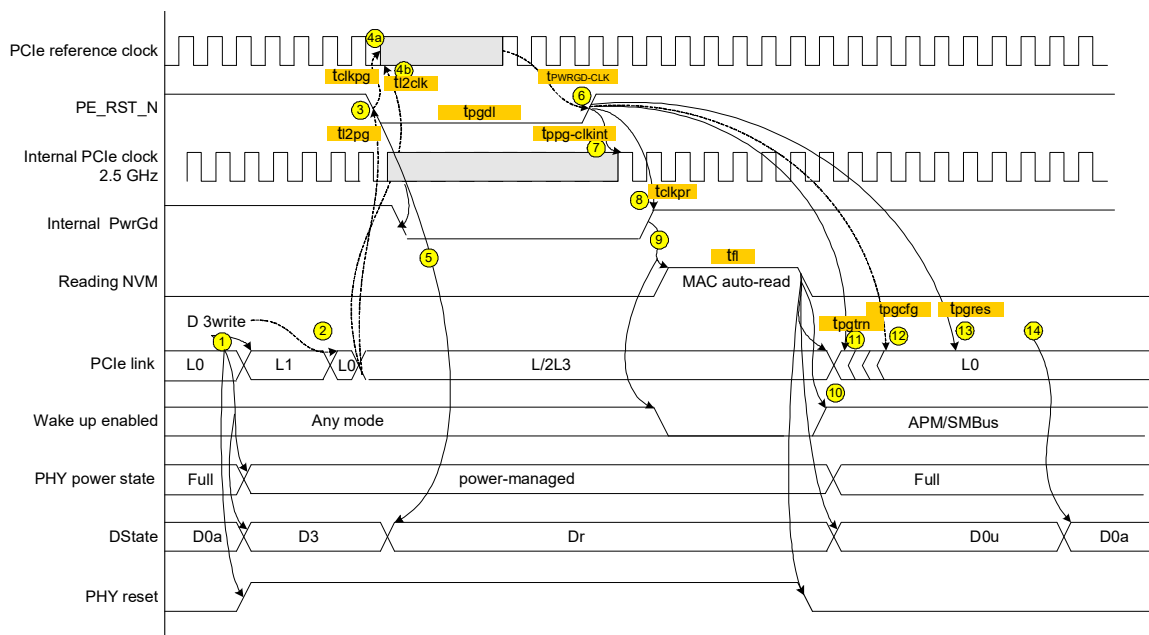 PCIe reference clock
4a
4b
tclkpg
tl2clk
tPWRGD-CLK
PE_RST_N
3
6
tpgdl
tl2pg
tppg-clkint
7
Internal PCIe clock
2.5 GHz
tclkpr
8
Internal PwrGd
9
5
tfl
Reading NVM
MAC auto-read
D 3write
1
2
tpgtrn
tpgcfg
tpgres
11
12
13
14
PCIe link
L0
L1
L0
L/2L3
L0
10
Wake up enabled
Any mode
APM/SMBus
PHY power state
Full
power-managed
Full
DState
D0a
D3
Dr
D0u
D0a
PHY reset